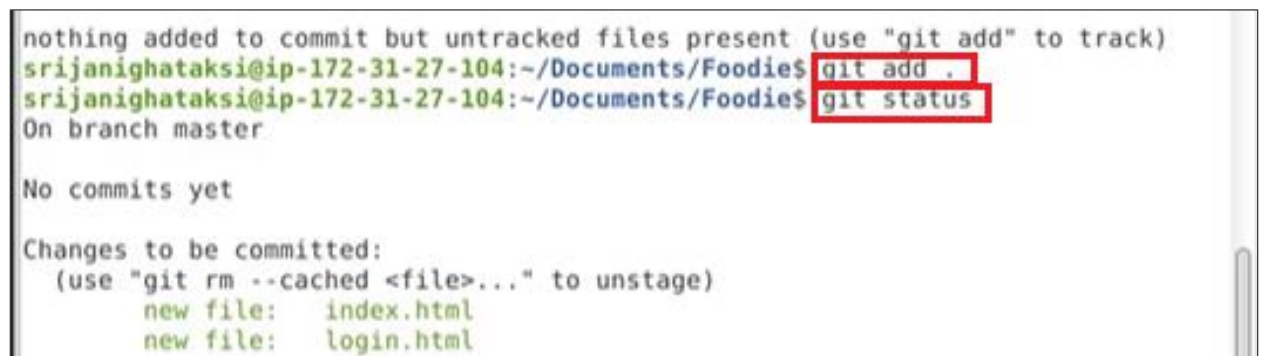 nothing added to commit but untracked files present (use "git add" to track)
srijanighataksi@ip-172-31-27-104:~/Documents/Foodie$ git add .
srijanighataksi@ip-172-31-27-104:~/Documents/Foodie$ git status
On branch master
No commits yet
Changes to be committed:
(use "git rm --cached <file>..." to unstage)
new file: index.html
new file: login.html